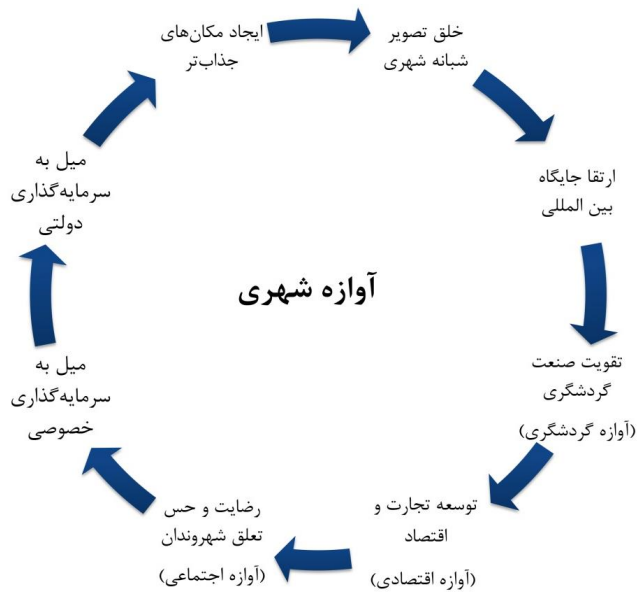 خلق تصویر
شبانه شهری
ارتقا جایگاه
بین المللی
تقویت صنعت
گردشگری
(آوازه گردشگری)
توسعه تجارت و
اقتصاد
(آوازه اقتصادی)
رضایت و حس
تعلق شهروندان
(آوازه اجتماعی)
میل به
سرمایه‌گذاری
خصوصی
میل به
سرمایه‌گذاری
دولتی
ایجاد مکان‌های
جذاب‌تر
آوازه شهری